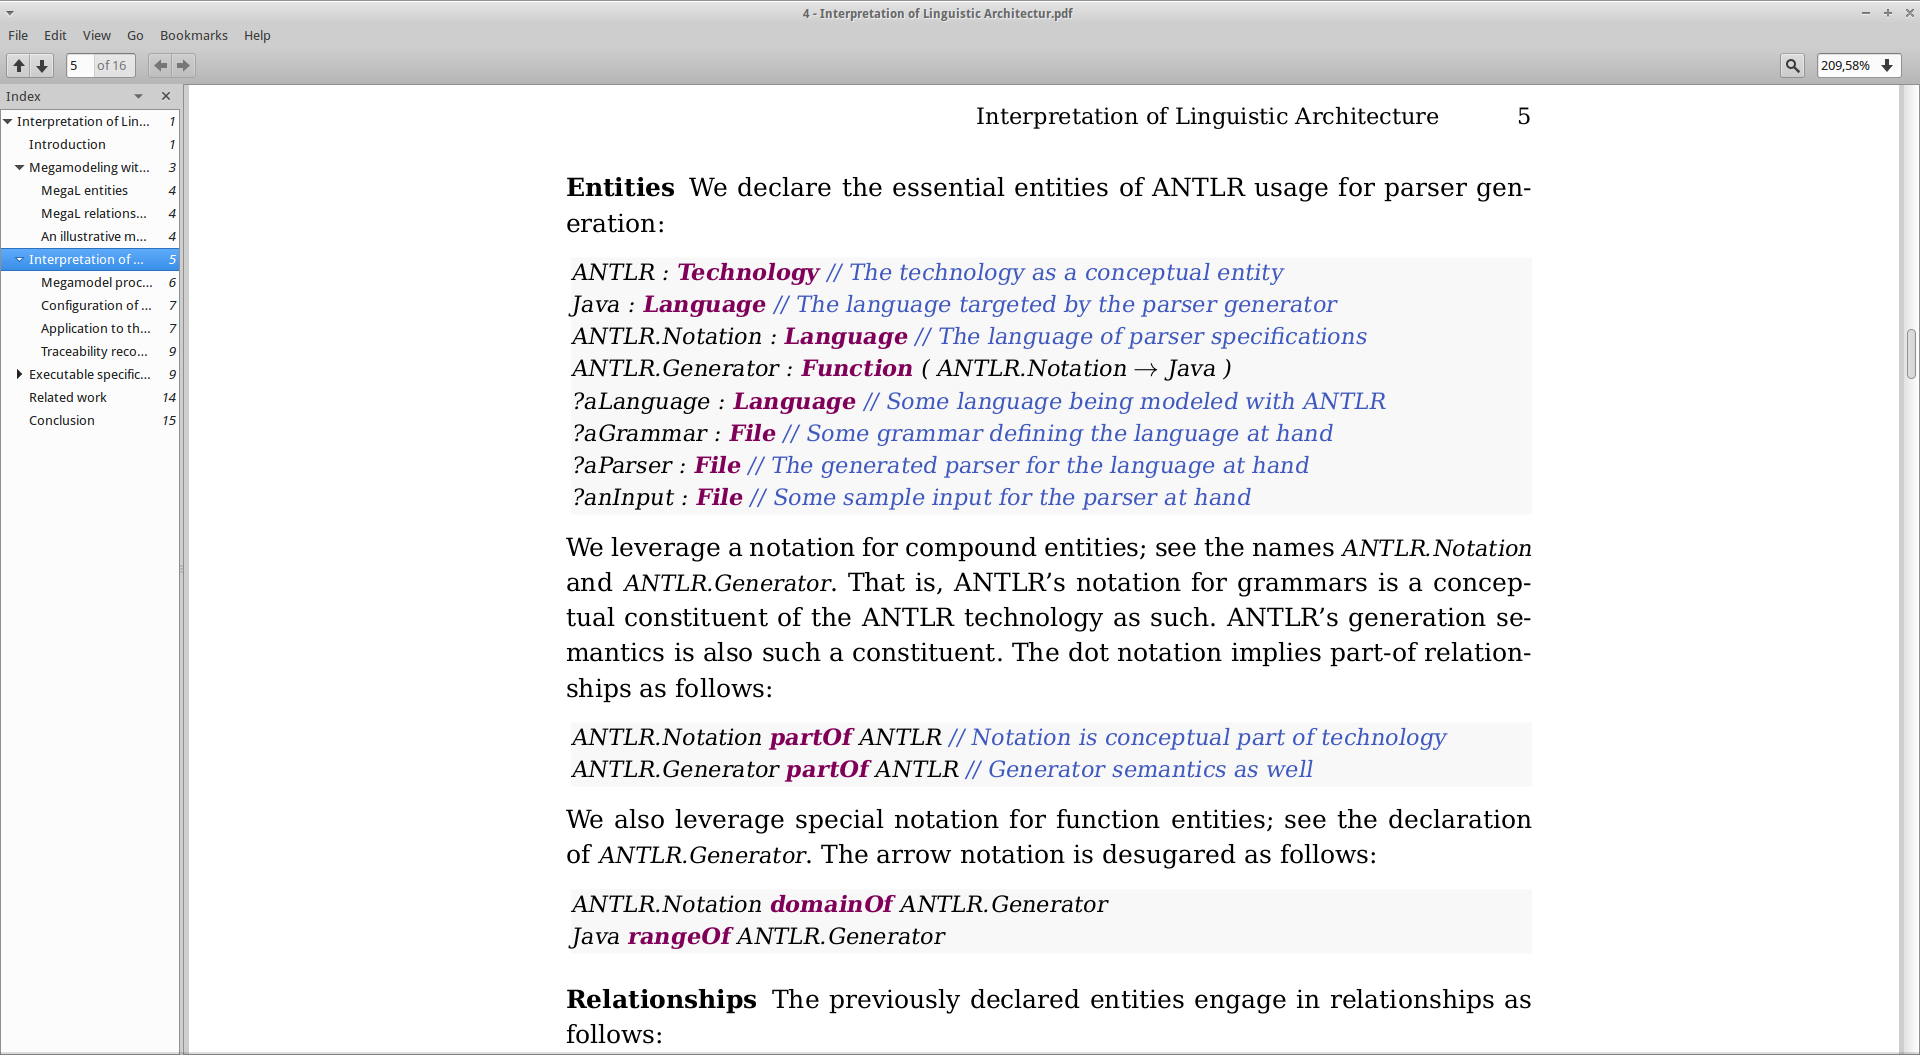 4 - Interpretation of Linguistic Architectur.pdf
File Edit View Go Bookmarks Help
5 of 16
209,58%
Index
Interpretation of Lin... 1
Introduction 1
Megamodeling wit... 3
MegaL entities 4
MegaL relations... 4
An illustrative m... 4
Interpretation of ... 5
Megamodel proc... 6
Configuration of ... 7
Application to th... 7
Traceability reco... 9
Executable specific... 9
Related work 14
Conclusion 15
Interpretation of Linguistic Architecture 5
Entities We declare the essential entities of ANTLR usage for parser gen-
eration:
ANTLR : Technology // The technology as a conceptual entity
Java : Language // The language targeted by the parser generator
ANTLR.Notation : Language // The language of parser specifications
ANTLR.Generator : Function ( ANTLR.Notation → Java )
?aLanguage : Language // Some language being modeled with ANTLR
?aGrammar : File // Some grammar defining the language at hand
?aParser : File // The generated parser for the language at hand
?anInput : File // Some sample input for the parser at hand
We leverage a notation for compound entities; see the names ANTLR.Notation
and ANTLR.Generator. That is, ANTLR’s notation for grammars is a concep-
tual constituent of the ANTLR technology as such. ANTLR’s generation se-
mantics is also such a constituent. The dot notation implies part-of relation-
ships as follows:
ANTLR.Notation partOf ANTLR // Notation is conceptual part of technology
ANTLR.Generator partOf ANTLR // Generator semantics as well
We also leverage special notation for function entities; see the declaration
of ANTLR.Generator. The arrow notation is desugared as follows:
ANTLR.Notation domainOf ANTLR.Generator
Java rangeOf ANTLR.Generator
Relationships The previously declared entities engage in relationships as
follows: